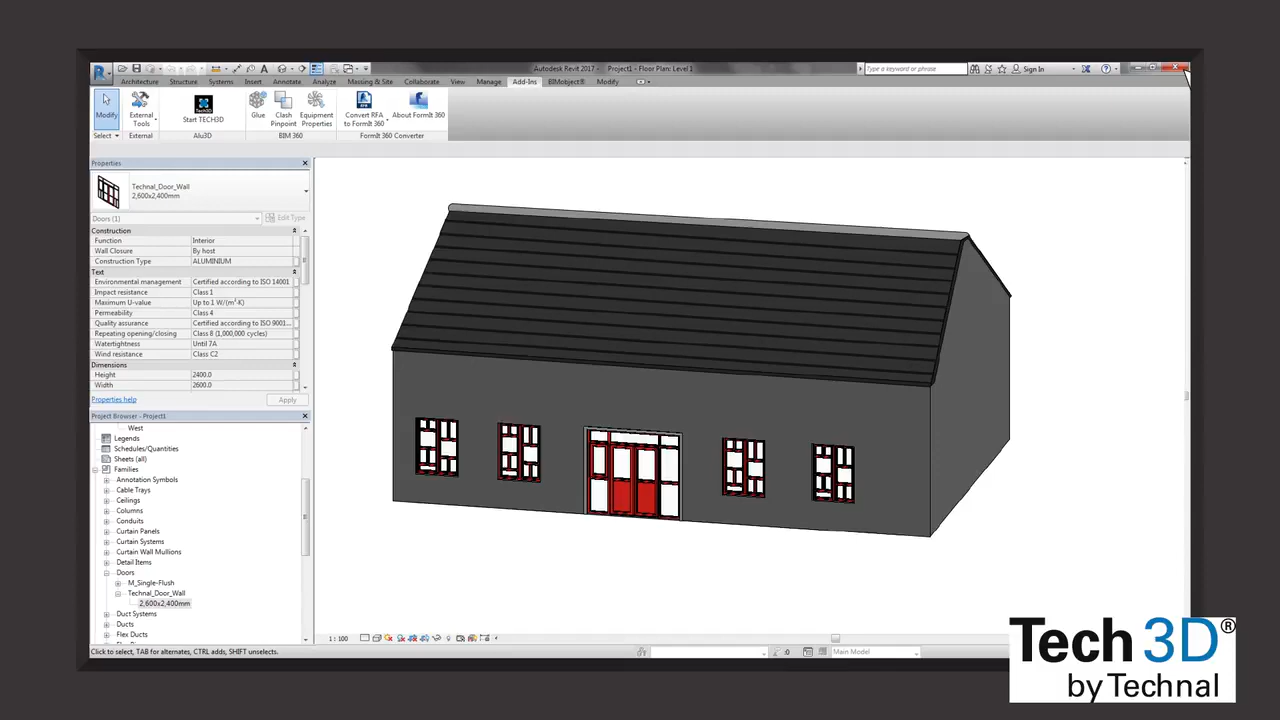 Autodesk Revit 2017 - Project1 - Floor Plan: Level 1
Type a keyword or phrase
Sign In
Architecture Structure Systems Insert Annotate Analyze Massing & Site Collaborate View Manage Add-Ins BIMobject® Modify
Modify
External Tools
Start TECH3D
Glue
Clash Pinpoint
Equipment Properties
Convert RFA to FormIt 360
About FormIt 360
Select
External
Alu3D
BIM 360
FormIt 360 Converter
Properties
Technal_Door_Wall
2,600x2,400mm
Doors (1)
Edit Type
Construction
Function Interior
Wall Closure By host
Construction Type ALUMINIUM
Text
Environmental management Certified according to ISO 14001
Impact resistance Class 1
Maximum U-value Up to 1 W/(m²·K)
Permeability Class 4
Quality assurance Certified according to ISO 9001...
Repeating opening/closing Class 8 (1,000,000 cycles)
Watertightness Until 7A
Wind resistance Class C2
Dimensions
Height 2400.0
Width 2600.0
Properties help
Apply
Project Browser - Project1
West
Legends
Schedules/Quantities
Sheets (all)
Families
Annotation Symbols
Cable Trays
Ceilings
Columns
Conduits
Curtain Panels
Curtain Systems
Curtain Wall Mullions
Detail Items
Doors
M_Single-Flush
Technal_Door_Wall
2,600x2,400mm
Duct Systems
Ducts
Flex Ducts
1 : 100
Click to select, TAB for alternates, CTRL adds, SHIFT unselects.
:0
Main Model
Tech 3D®
by Technal